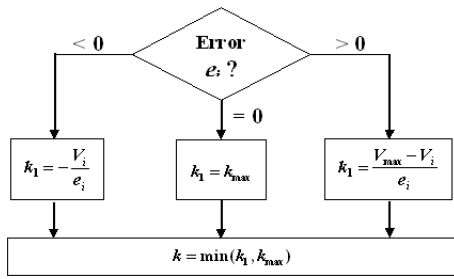 < 0
Error
> 0
eᵢ ?
= 0
k₁ = −Vᵢ/eᵢ
k₁ = k_max
k₁ = (V_max − Vᵢ)/eᵢ
k = min(k₁, k_max)